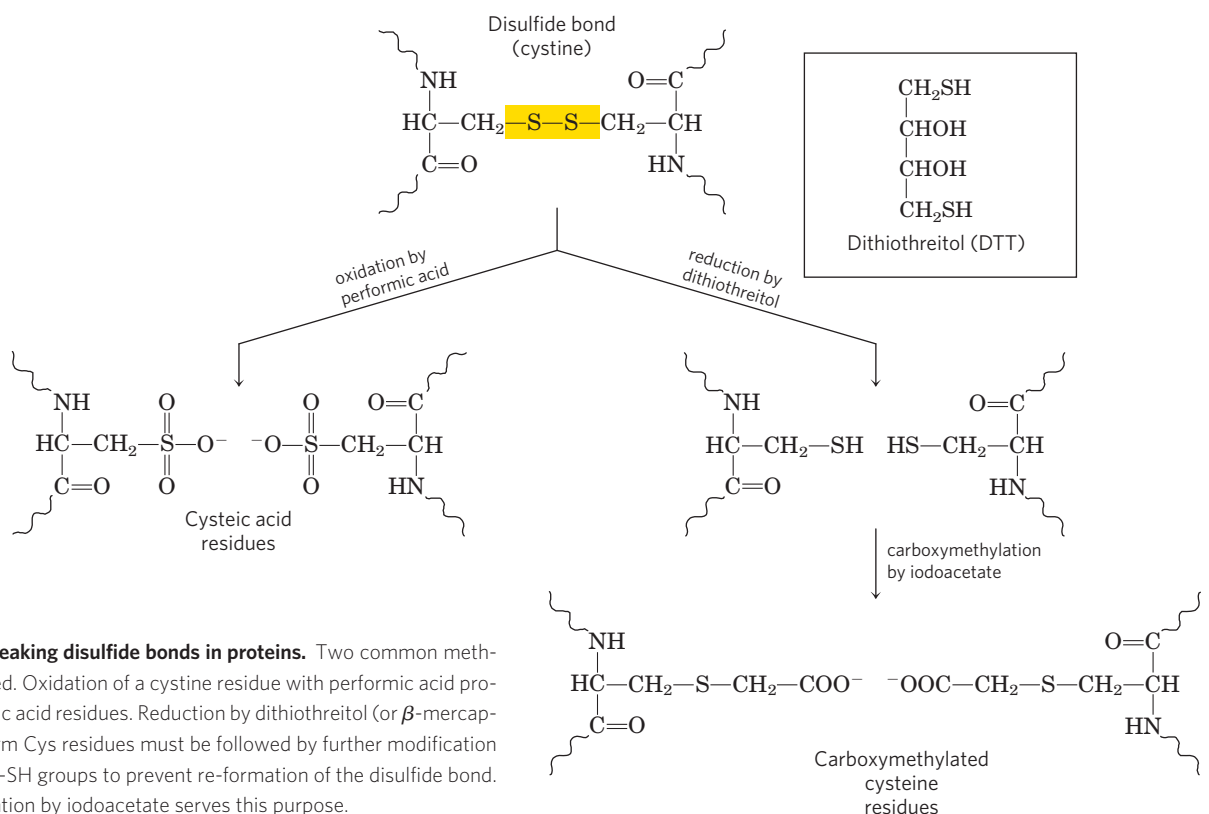 Disulfide bond
(cystine)
NH
O=C
HC—CH₂—S—S—CH₂—CH
C=O
HN
CH₂SH
CHOH
CHOH
CH₂SH
Dithiothreitol (DTT)
oxidation by
performic acid
reduction by
dithiothreitol
NH
O
O
O=C
HC—CH₂—S—O⁻
⁻O—S—CH₂—CH
C=O
O
O
HN
Cysteic acid
residues
NH
O=C
HC—CH₂—SH
HS—CH₂—CH
C=O
HN
carboxymethylation
by iodoacetate
NH
O=C
HC—CH₂—S—CH₂—COO⁻
⁻OOC—CH₂—S—CH₂—CH
C=O
HN
Carboxymethylated
cysteine
residues
eaking disulfide bonds in proteins. Two common meth-
ed. Oxidation of a cystine residue with performic acid pro-
ic acid residues. Reduction by dithiothreitol (or β-mercap-
rm Cys residues must be followed by further modification
-SH groups to prevent re-formation of the disulfide bond.
ation by iodoacetate serves this purpose.